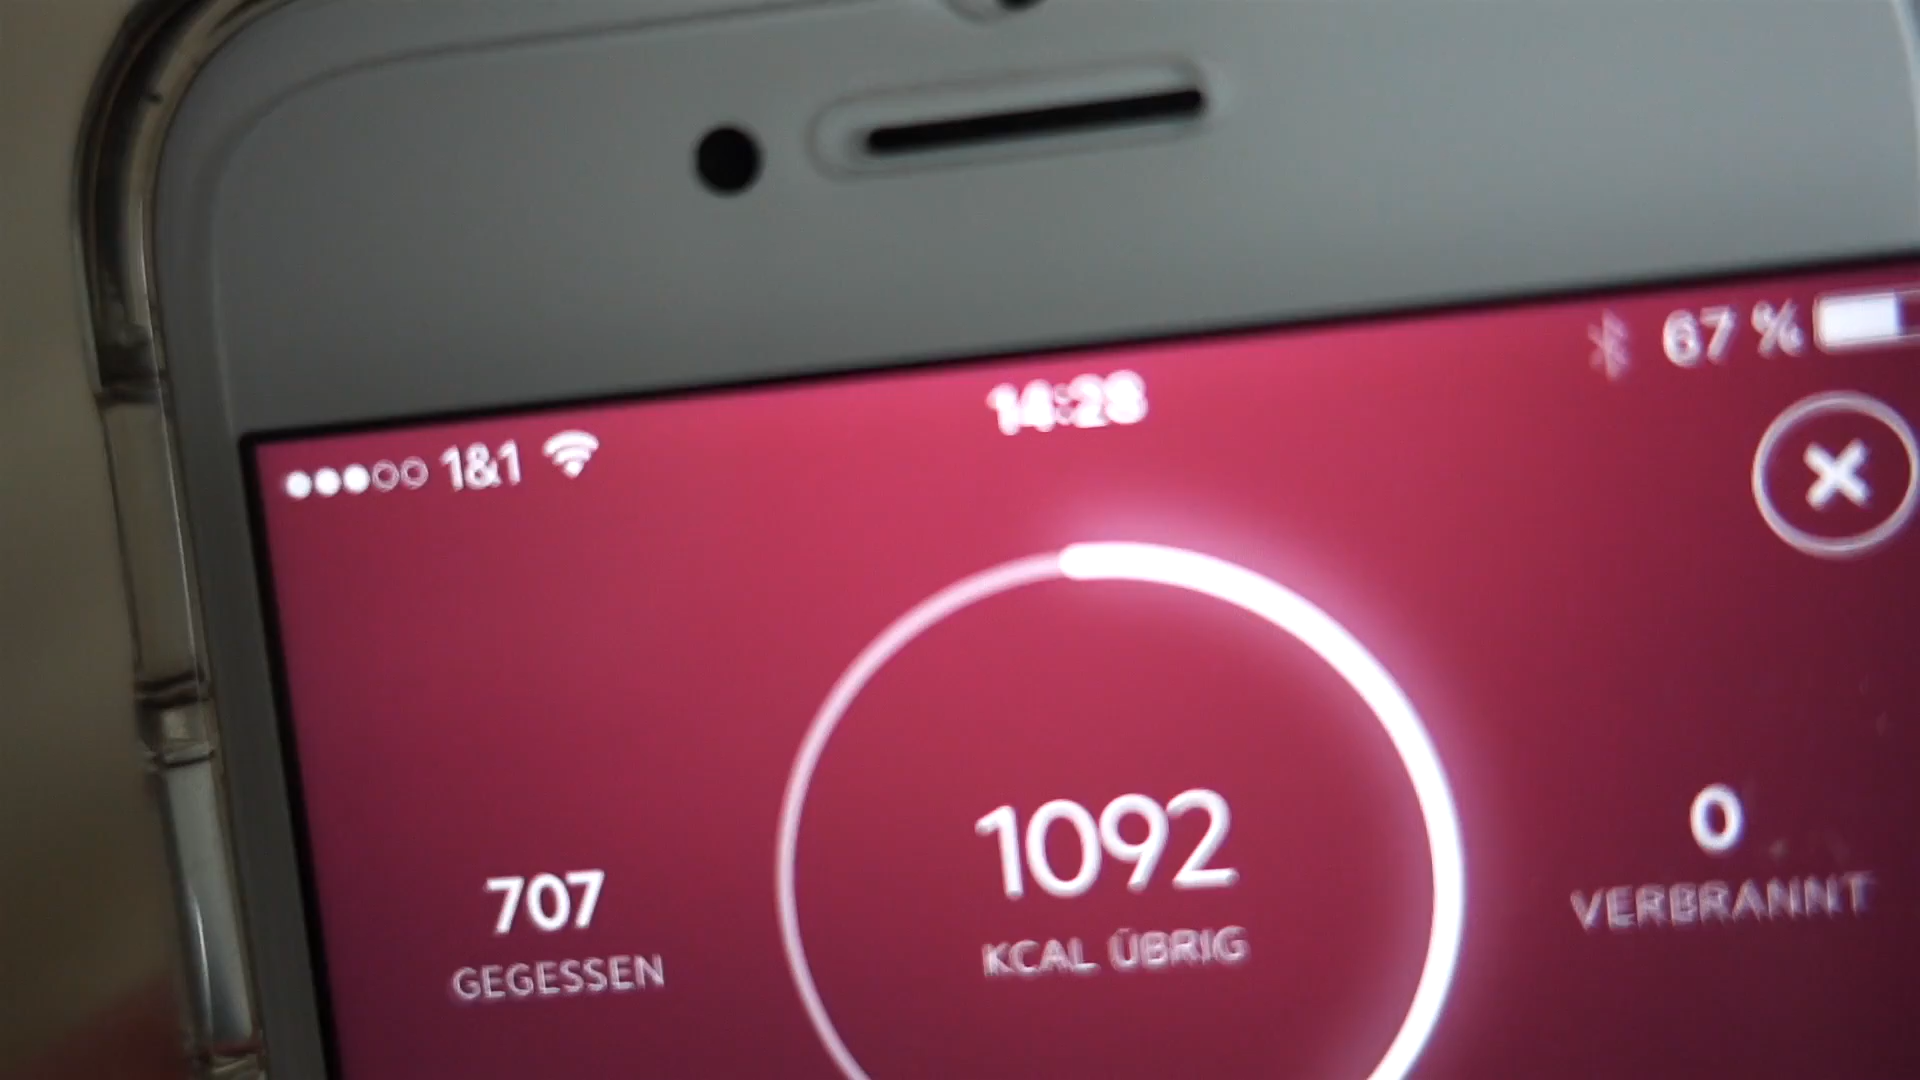 1&1
14:28
67 %
707
GEGESSEN
1092
KCAL ÜBRIG
0
VERBRANNT